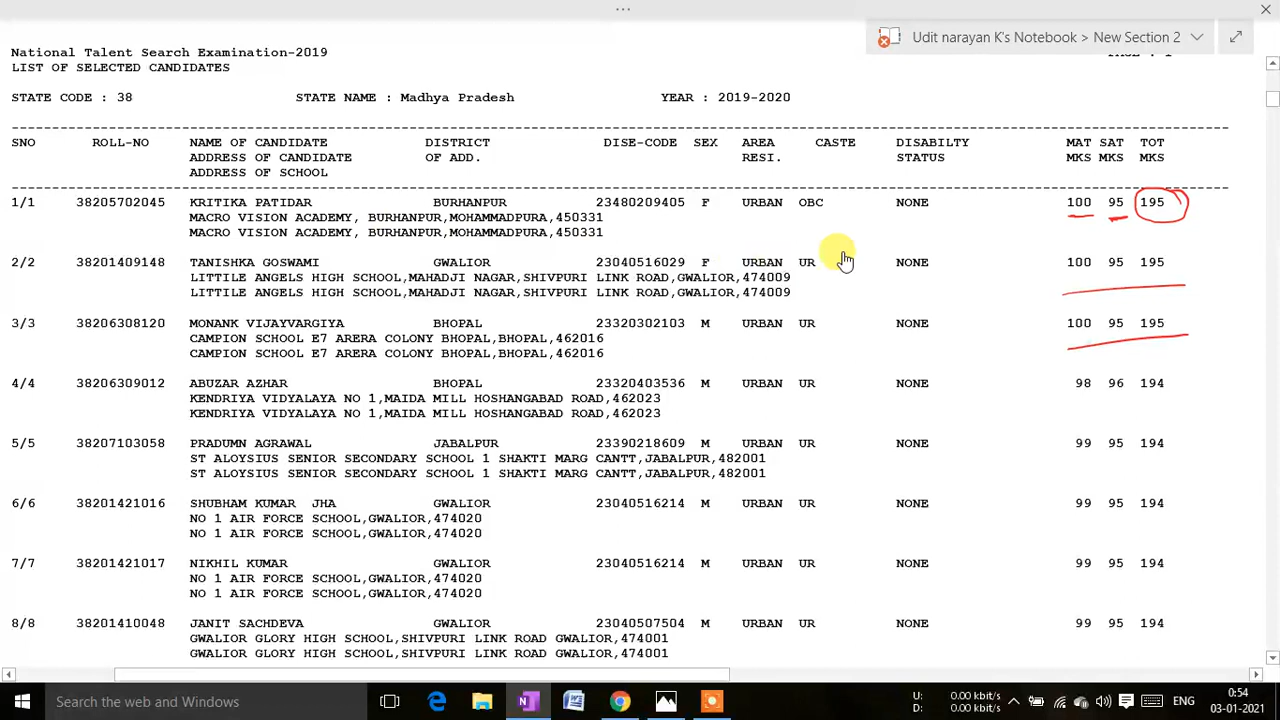 Udit narayan K's Notebook > New Section 2
National Talent Search Examination-2019
LIST OF SELECTED CANDIDATES
STATE CODE : 38 STATE NAME : Madhya Pradesh YEAR : 2019-2020
SNO ROLL-NO NAME OF CANDIDATE DISTRICT DISE-CODE SEX AREA CASTE DISABILTY MAT SAT TOT
ADDRESS OF CANDIDATE OF ADD. RESI. STATUS MKS MKS MKS
ADDRESS OF SCHOOL
1/1 38205702045 KRITIKA PATIDAR BURHANPUR 23480209405 F URBAN OBC NONE 100 95 195
MACRO VISION ACADEMY, BURHANPUR,MOHAMMADPURA,450331
MACRO VISION ACADEMY, BURHANPUR,MOHAMMADPURA,450331
2/2 38201409148 TANISHKA GOSWAMI GWALIOR 23040516029 F URBAN UR NONE 100 95 195
LITTILE ANGELS HIGH SCHOOL,MAHADJI NAGAR,SHIVPURI LINK ROAD,GWALIOR,474009
LITTILE ANGELS HIGH SCHOOL,MAHADJI NAGAR,SHIVPURI LINK ROAD,GWALIOR,474009
3/3 38206308120 MONANK VIJAYVARGIYA BHOPAL 23320302103 M URBAN UR NONE 100 95 195
CAMPION SCHOOL E7 ARERA COLONY BHOPAL,BHOPAL,462016
CAMPION SCHOOL E7 ARERA COLONY BHOPAL,BHOPAL,462016
4/4 38206309012 ABUZAR AZHAR BHOPAL 23320403536 M URBAN UR NONE 98 96 194
KENDRIYA VIDYALAYA NO 1,MAIDA MILL HOSHANGABAD ROAD,462023
KENDRIYA VIDYALAYA NO 1,MAIDA MILL HOSHANGABAD ROAD,462023
5/5 38207103058 PRADUMN AGRAWAL JABALPUR 23390218609 M URBAN UR NONE 99 95 194
ST ALOYSIUS SENIOR SECONDARY SCHOOL 1 SHAKTI MARG CANTT,JABALPUR,482001
ST ALOYSIUS SENIOR SECONDARY SCHOOL 1 SHAKTI MARG CANTT,JABALPUR,482001
6/6 38201421016 SHUBHAM KUMAR JHA GWALIOR 23040516214 M URBAN UR NONE 99 95 194
NO 1 AIR FORCE SCHOOL,GWALIOR,474020
NO 1 AIR FORCE SCHOOL,GWALIOR,474020
7/7 38201421017 NIKHIL KUMAR GWALIOR 23040516214 M URBAN UR NONE 99 95 194
NO 1 AIR FORCE SCHOOL,GWALIOR,474020
NO 1 AIR FORCE SCHOOL,GWALIOR,474020
8/8 38201410048 JANIT SACHDEVA GWALIOR 23040507504 M URBAN UR NONE 99 95 194
GWALIOR GLORY HIGH SCHOOL,SHIVPURI LINK ROAD GWALIOR,474001
GWALIOR GLORY HIGH SCHOOL,SHIVPURI LINK ROAD GWALIOR,474001
Search the web and Windows U: 0.00 kbit/s ENG 0:54
D: 0.00 kbit/s 03-01-2021